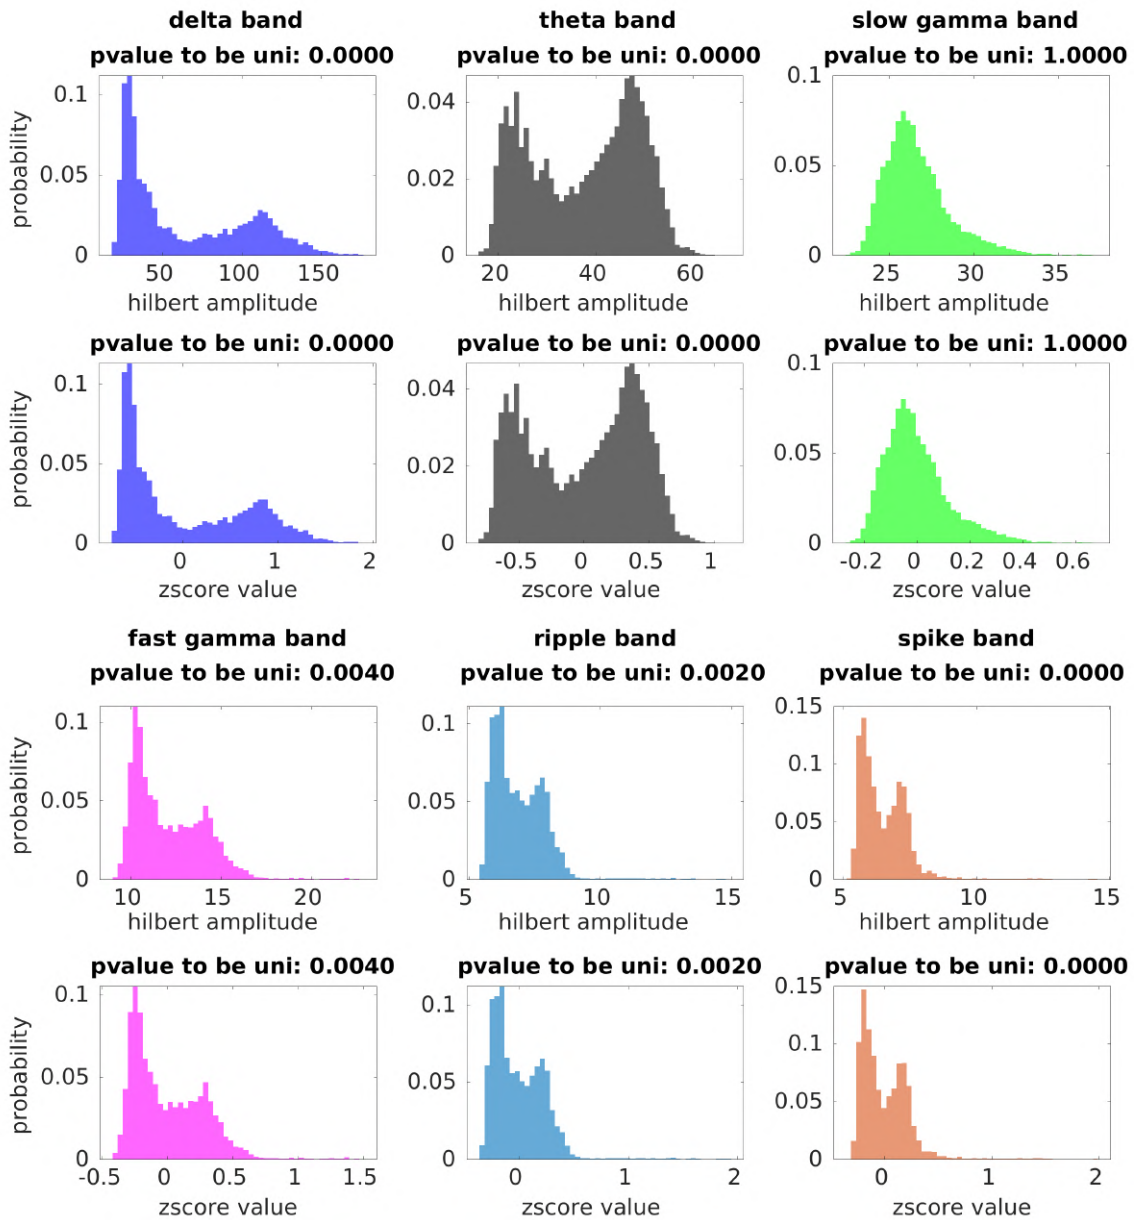 delta band theta band slow gamma band
pvalue to be uni: 0.0000 pvalue to be uni: 0.0000 pvalue to be uni: 1.0000
probability
0.1
0.05
0
50 100 150
hilbert amplitude
0.04
0.02
0
20 40 60
hilbert amplitude
0.1
0.05
0
25 30 35
hilbert amplitude
pvalue to be uni: 0.0000 pvalue to be uni: 0.0000 pvalue to be uni: 1.0000
probability
0.1
0.05
0
0 1 2
zscore value
0.04
0.02
0
-0.5 0 0.5 1
zscore value
0.1
0.05
0
-0.2 0 0.2 0.4 0.6
zscore value
fast gamma band ripple band spike band
pvalue to be uni: 0.0040 pvalue to be uni: 0.0020 pvalue to be uni: 0.0000
probability
0.1
0.05
0
10 15 20
hilbert amplitude
0.1
0.05
0
5 10 15
hilbert amplitude
0.15
0.1
0.05
0
5 10 15
hilbert amplitude
pvalue to be uni: 0.0040 pvalue to be uni: 0.0020 pvalue to be uni: 0.0000
probability
0.1
0.05
0
-0.5 0 0.5 1 1.5
zscore value
0.1
0.05
0
0 1 2
zscore value
0.15
0.1
0.05
0
0 1 2
zscore value